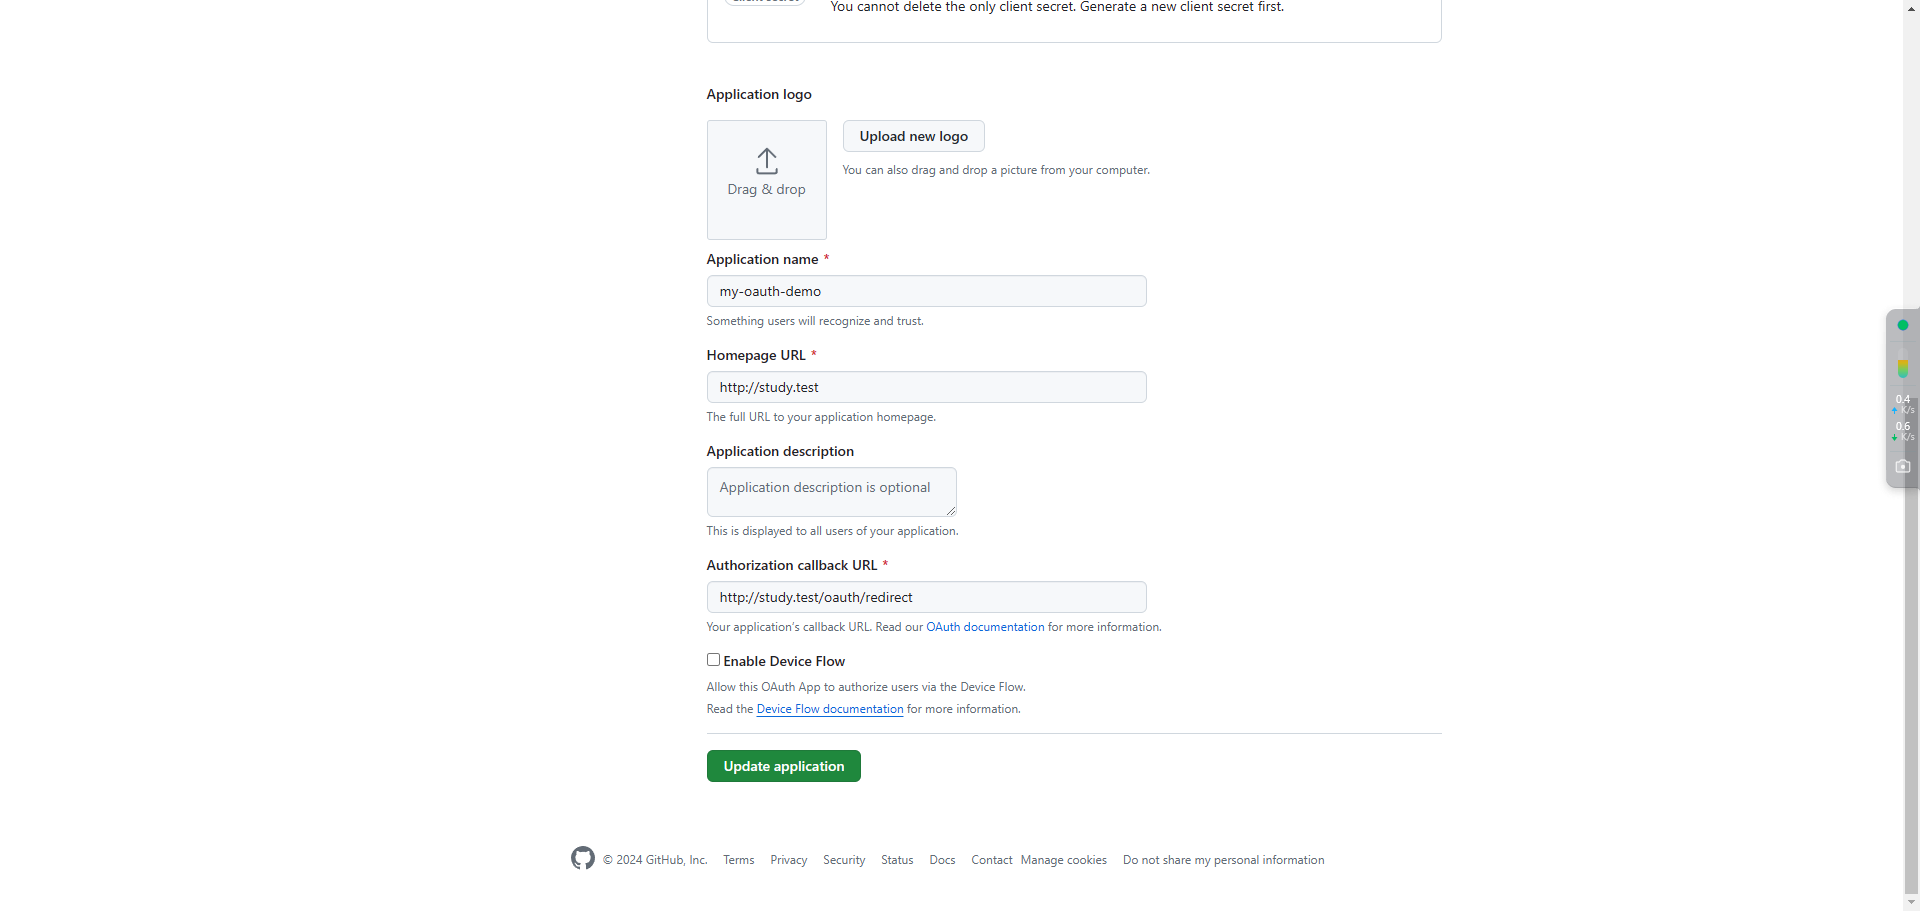 You cannot delete the only client secret. Generate a new client secret first.
Application logo
Upload new logo
You can also drag and drop a picture from your computer.
Drag & drop
Application name *
my-oauth-demo
Something users will recognize and trust.
Homepage URL *
http://study.test
The full URL to your application homepage.
Application description
Application description is optional
This is displayed to all users of your application.
Authorization callback URL *
http://study.test/oauth/redirect
Your application's callback URL. Read our OAuth documentation for more information.
Enable Device Flow
Allow this OAuth App to authorize users via the Device Flow.
Read the Device Flow documentation for more information.
Update application
© 2024 GitHub, Inc. Terms Privacy Security Status Docs Contact Manage cookies Do not share my personal information
0.4
K/s
0.6
K/s